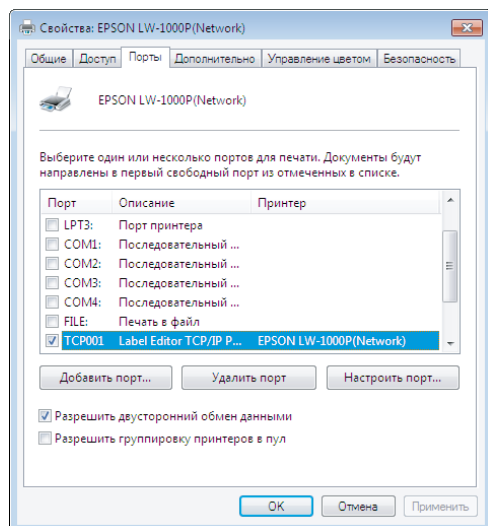 Свойства: EPSON LW-1000P(Network)
Общие Доступ Порты Дополнительно Управление цветом Безопасность
EPSON LW-1000P(Network)
Выберите один или несколько портов для печати. Документы будут
направлены в первый свободный порт из отмеченных в списке.
Порт Описание Принтер
LPT3: Порт принтера
COM1: Последовательный ...
COM2: Последовательный ...
COM3: Последовательный ...
COM4: Последовательный ...
FILE: Печать в файл
TCP001 Label Editor TCP/IP P... EPSON LW-1000P(Network)
Добавить порт... Удалить порт Настроить порт...
Разрешить двусторонний обмен данными
Разрешить группировку принтеров в пул
OK Отмена Применить